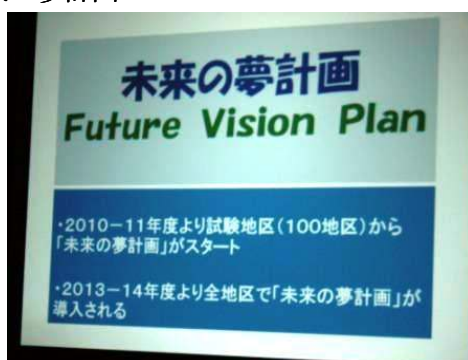 未来の夢計画
Future Vision Plan
・2010－11年度より試験地区(100地区)から
「未来の夢計画」がスタート
・2013－14年度より全地区で「未来の夢計画」が
導入される